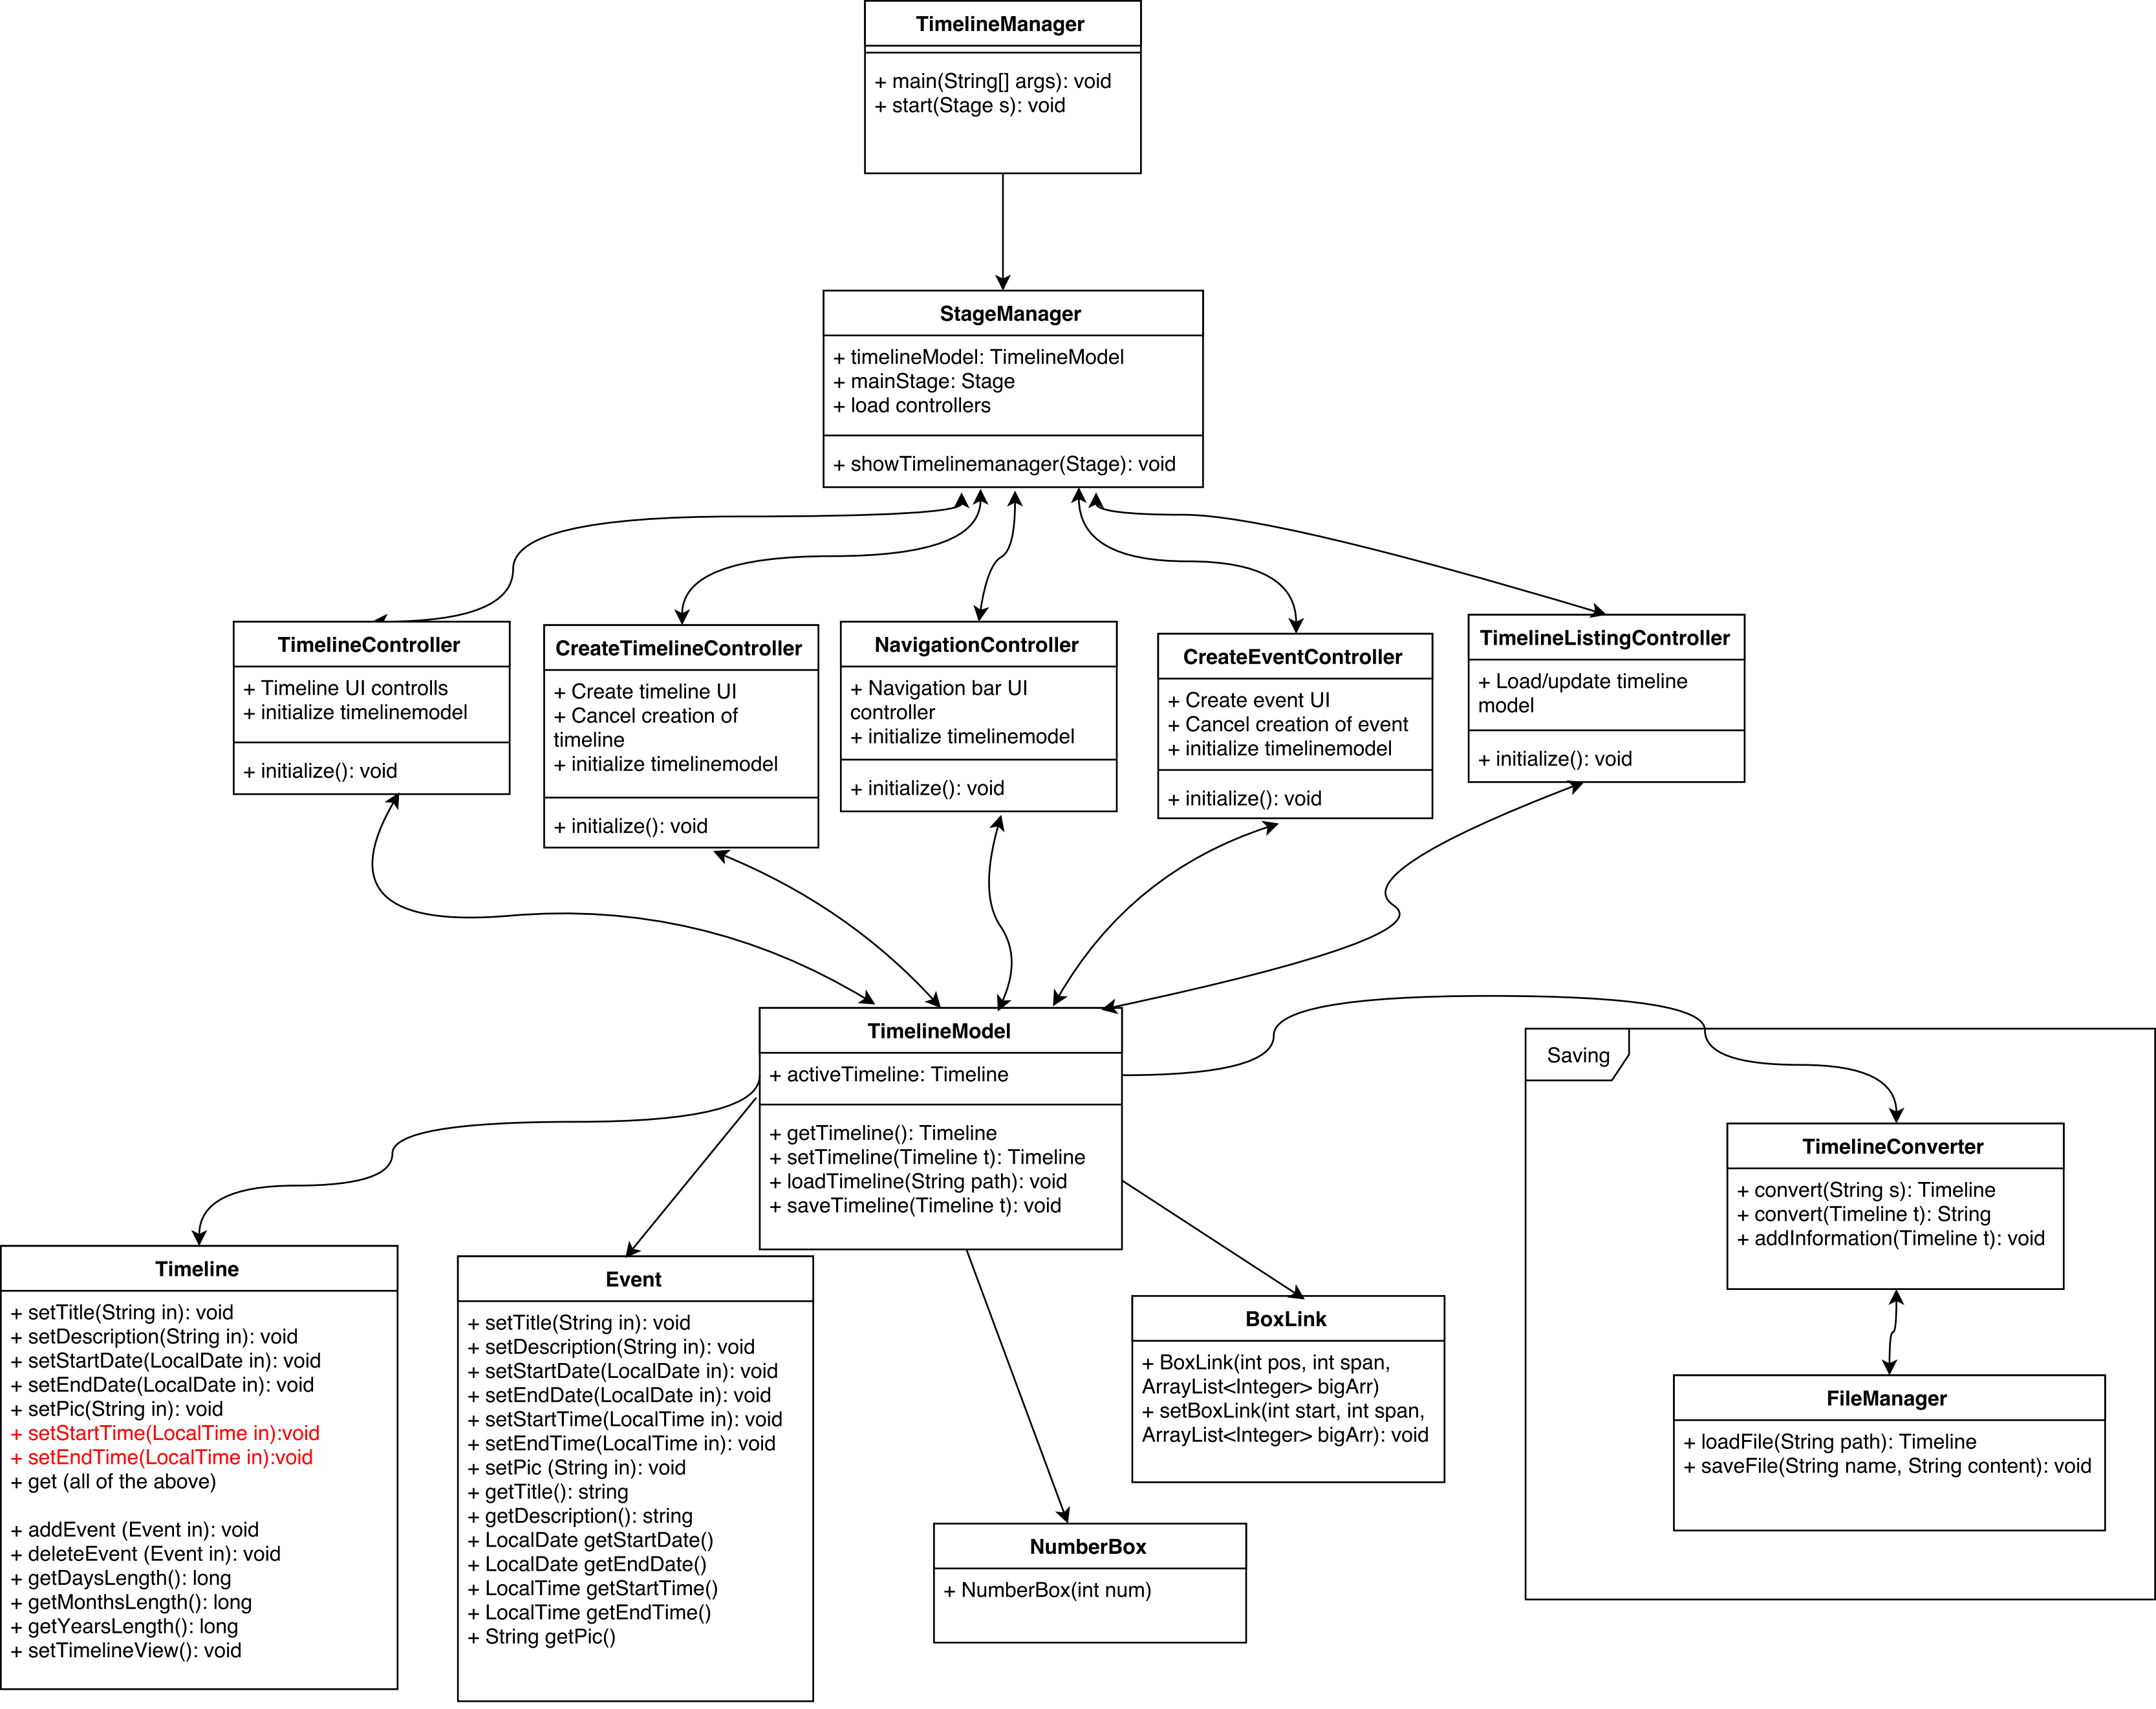 TimelineManager
+ main(String[] args): void
+ start(Stage s): void
StageManager
+ timelineModel: TimelineModel
+ mainStage: Stage
+ load controllers
+ showTimelinemanager(Stage): void
TimelineController
+ Timeline UI controlls
+ initialize timelinemodel
+ initialize(): void
CreateTimelineController
+ Create timeline UI
+ Cancel creation of
timeline
+ initialize timelinemodel
+ initialize(): void
NavigationController
+ Navigation bar UI
controller
+ initialize timelinemodel
+ initialize(): void
CreateEventController
+ Create event UI
+ Cancel creation of event
+ initialize timelinemodel
+ initialize(): void
TimelineListingController
+ Load/update timeline
model
+ initialize(): void
TimelineModel
+ activeTimeline: Timeline
+ getTimeline(): Timeline
+ setTimeline(Timeline t): Timeline
+ loadTimeline(String path): void
+ saveTimeline(Timeline t): void
Saving
TimelineConverter
+ convert(String s): Timeline
+ convert(Timeline t): String
+ addInformation(Timeline t): void
FileManager
+ loadFile(String path): Timeline
+ saveFile(String name, String content): void
Timeline
+ setTitle(String in): void
+ setDescription(String in): void
+ setStartDate(LocalDate in): void
+ setEndDate(LocalDate in): void
+ setPic(String in): void
+ setStartTime(LocalTime in):void
+ setEndTime(LocalTime in):void
+ get (all of the above)
+ addEvent (Event in): void
+ deleteEvent (Event in): void
+ getDaysLength(): long
+ getMonthsLength(): long
+ getYearsLength(): long
+ setTimelineView(): void
Event
+ setTitle(String in): void
+ setDescription(String in): void
+ setStartDate(LocalDate in): void
+ setEndDate(LocalDate in): void
+ setStartTime(LocalTime in): void
+ setEndTime(LocalTime in): void
+ setPic (String in): void
+ getTitle(): string
+ getDescription(): string
+ LocalDate getStartDate()
+ LocalDate getEndDate()
+ LocalTime getStartTime()
+ LocalTime getEndTime()
+ String getPic()
BoxLink
+ BoxLink(int pos, int span,
ArrayList<Integer> bigArr)
+ setBoxLink(int start, int span,
ArrayList<Integer> bigArr): void
NumberBox
+ NumberBox(int num)